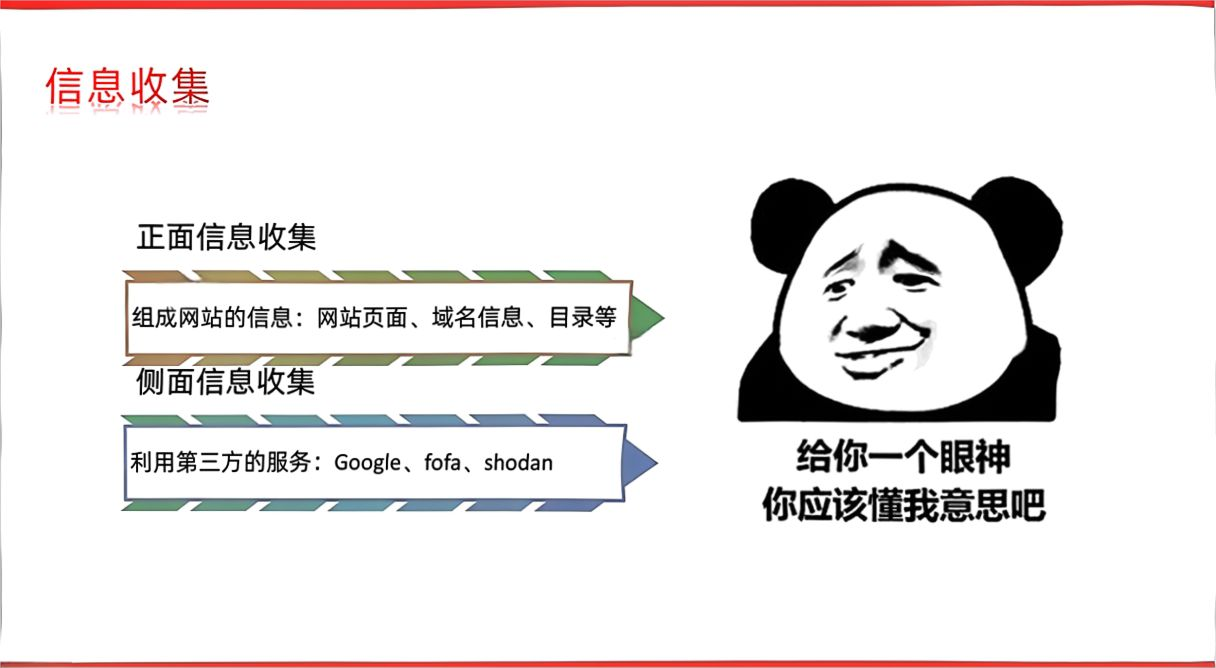 信息收集
正面信息收集
组成网站的信息：网站页面、域名信息、目录等
侧面信息收集
利用第三方的服务：Google、fofa、shodan
给你一个眼神
你应该懂我意思吧